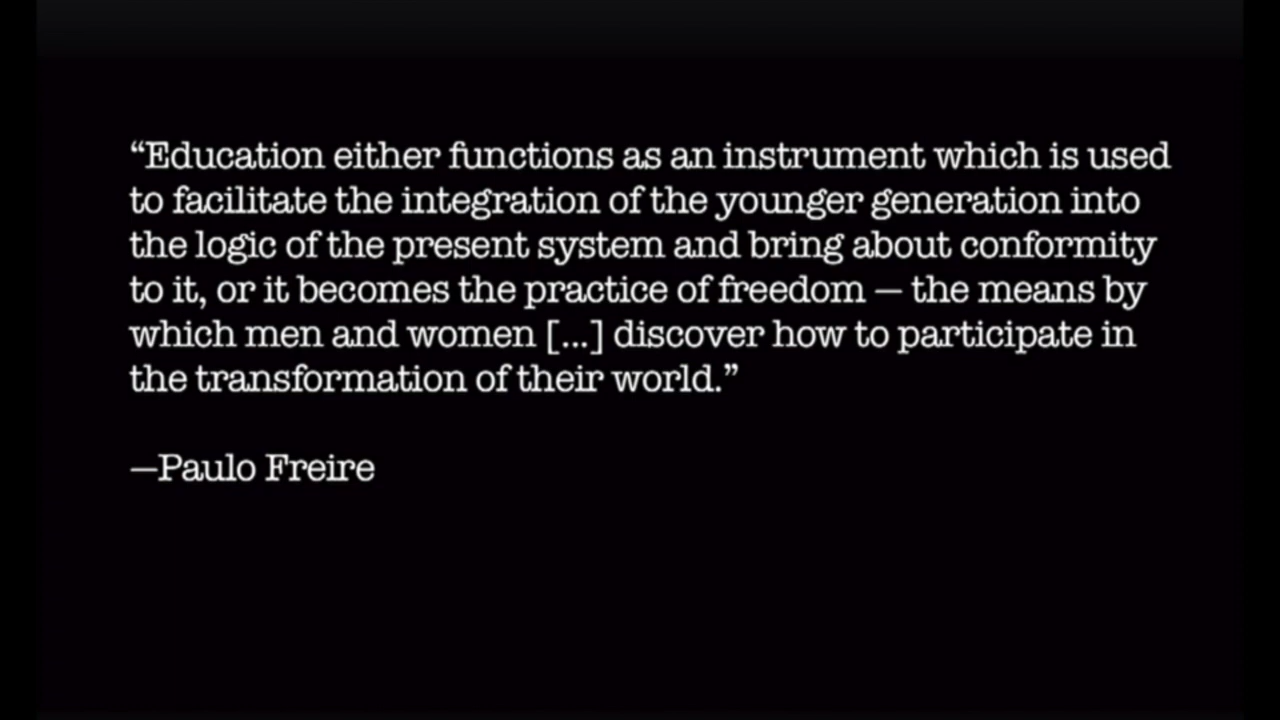 “Education either functions as an instrument which is used
to facilitate the integration of the younger generation into
the logic of the present system and bring about conformity
to it, or it becomes the practice of freedom — the means by
which men and women [...] discover how to participate in
the transformation of their world.”
—Paulo Freire